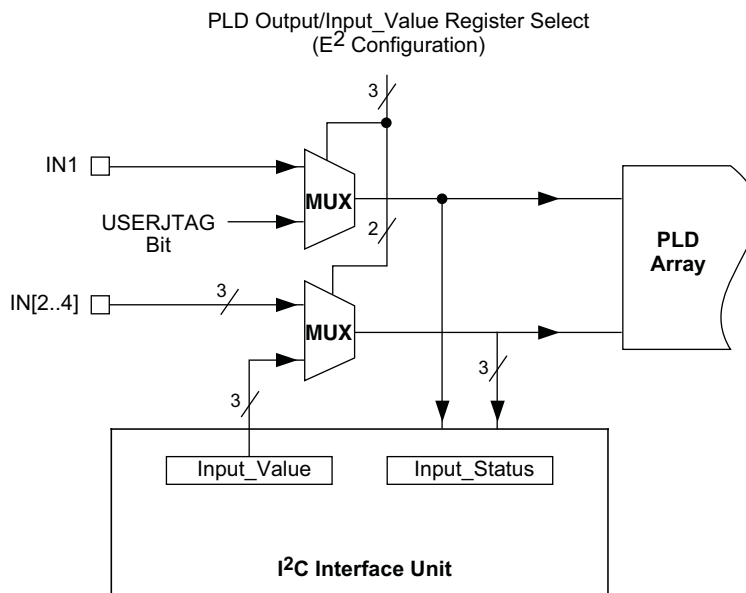 PLD Output/Input_Value Register Select
(E2 Configuration)
3
IN1
MUX
USERJTAG
Bit
2
PLD
Array
IN[2..4]
3
MUX
3
3
Input_Value
Input_Status
I2C Interface Unit